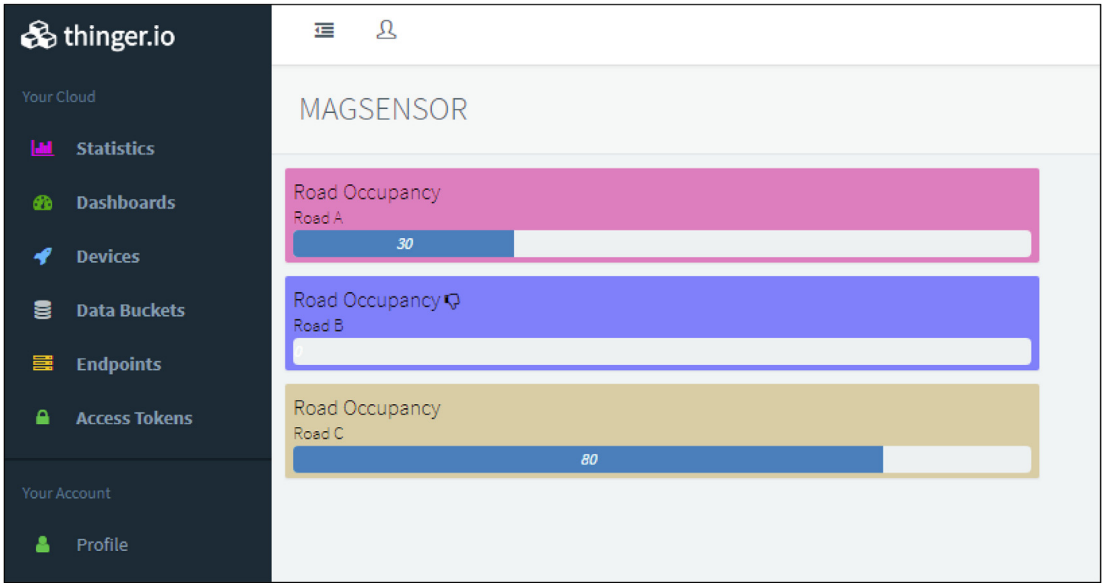 thinger.io
Your Cloud
Statistics
Dashboards
Devices
Data Buckets
Endpoints
Access Tokens
Your Account
Profile
MAGSENSOR
Road Occupancy
Road A
30
Road Occupancy
Road B
0
Road Occupancy
Road C
80